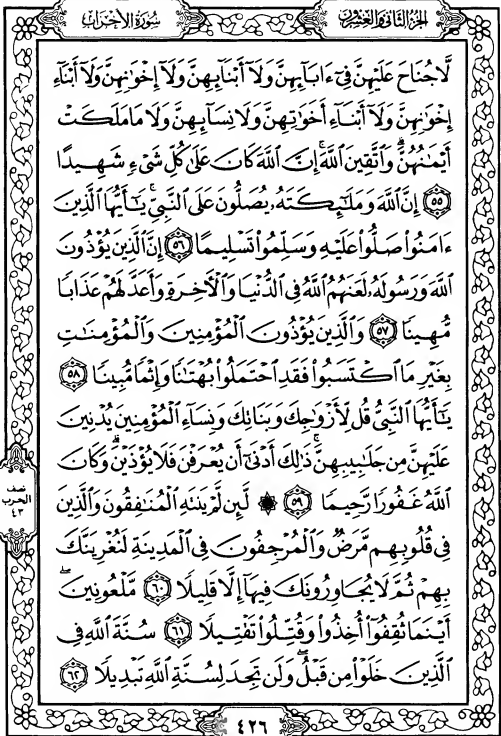 الجزء الثاني والعشرون
سورة الأحزاب
لَّا جُنَاحَ عَلَيْهِنَّ فِىٓ ءَابَآئِهِنَّ وَلَآ أَبْنَآئِهِنَّ وَلَآ إِخْوَٰنِهِنَّ وَلَآ أَبْنَآءِ
إِخْوَٰنِهِنَّ وَلَآ أَبْنَآءِ أَخَوَٰتِهِنَّ وَلَا نِسَآئِهِنَّ وَلَا مَا مَلَكَتْ
أَيْمَٰنُهُنَّ ۗ وَٱتَّقِينَ ٱللَّهَ ۚ إِنَّ ٱللَّهَ كَانَ عَلَىٰ كُلِّ شَىْءٍ شَهِيدًا
٥٥ إِنَّ ٱللَّهَ وَمَلَٰٓئِكَتَهُۥ يُصَلُّونَ عَلَى ٱلنَّبِىِّ ۚ يَٰٓأَيُّهَا ٱلَّذِينَ
ءَامَنُوا۟ صَلُّوا۟ عَلَيْهِ وَسَلِّمُوا۟ تَسْلِيمًا ٥٦ إِنَّ ٱلَّذِينَ يُؤْذُونَ
ٱللَّهَ وَرَسُولَهُۥ لَعَنَهُمُ ٱللَّهُ فِى ٱلدُّنْيَا وَٱلْءَاخِرَةِ وَأَعَدَّ لَهُمْ عَذَابًا
مُّهِينًا ٥٧ وَٱلَّذِينَ يُؤْذُونَ ٱلْمُؤْمِنِينَ وَٱلْمُؤْمِنَٰتِ
بِغَيْرِ مَا ٱكْتَسَبُوا۟ فَقَدِ ٱحْتَمَلُوا۟ بُهْتَٰنًا وَإِثْمًا مُّبِينًا ٥٨
يَٰٓأَيُّهَا ٱلنَّبِىُّ قُل لِّأَزْوَٰجِكَ وَبَنَاتِكَ وَنِسَآءِ ٱلْمُؤْمِنِينَ يُدْنِينَ
عَلَيْهِنَّ مِن جَلَٰبِيبِهِنَّ ۚ ذَٰلِكَ أَدْنَىٰٓ أَن يُعْرَفْنَ فَلَا يُؤْذَيْنَ ۗ وَكَانَ
ٱللَّهُ غَفُورًا رَّحِيمًا ٥٩ ۞ لَّئِن لَّمْ يَنتَهِ ٱلْمُنَٰفِقُونَ وَٱلَّذِينَ
نصف
الحزب
٤٣
فِى قُلُوبِهِم مَّرَضٌ وَٱلْمُرْجِفُونَ فِى ٱلْمَدِينَةِ لَنُغْرِيَنَّكَ
بِهِمْ ثُمَّ لَا يُجَاوِرُونَكَ فِيهَآ إِلَّا قَلِيلًا ٦٠ مَّلْعُونِينَ ۖ
أَيْنَمَا ثُقِفُوٓا۟ أُخِذُوا۟ وَقُتِّلُوا۟ تَقْتِيلًا ٦١ سُنَّةَ ٱللَّهِ فِى
ٱلَّذِينَ خَلَوْا۟ مِن قَبْلُ ۖ وَلَن تَجِدَ لِسُنَّةِ ٱللَّهِ تَبْدِيلًا ٦٢
٤٢٦